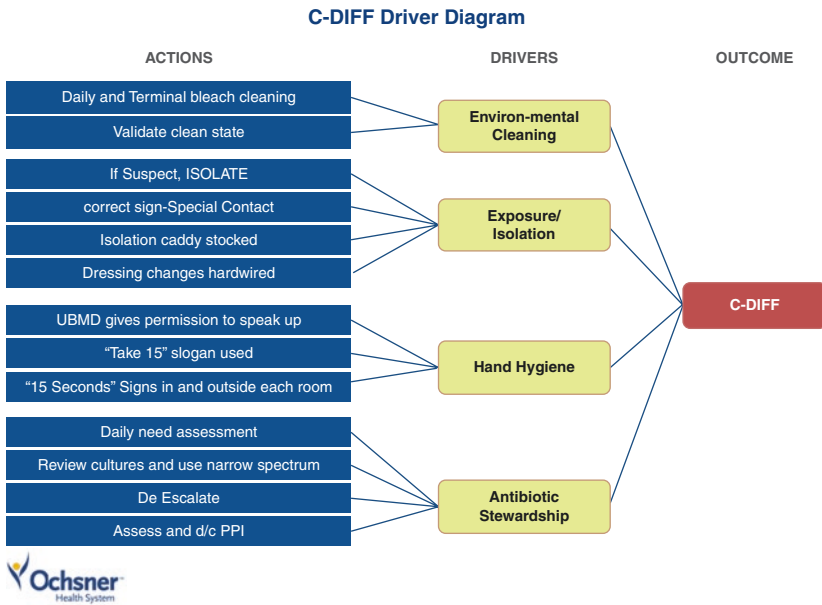 C-DIFF Driver Diagram
ACTIONS
DRIVERS
OUTCOME
Daily and Terminal bleach cleaning
Validate clean state
Environ-mental
Cleaning
If Suspect, ISOLATE
correct sign-Special Contact
Isolation caddy stocked
Dressing changes hardwired
Exposure/
Isolation
C-DIFF
UBMD gives permission to speak up
“Take 15” slogan used
“15 Seconds” Signs in and outside each room
Hand Hygiene
Daily need assessment
Review cultures and use narrow spectrum
De Escalate
Assess and d/c PPI
Antibiotic
Stewardship
Ochsner
Health System